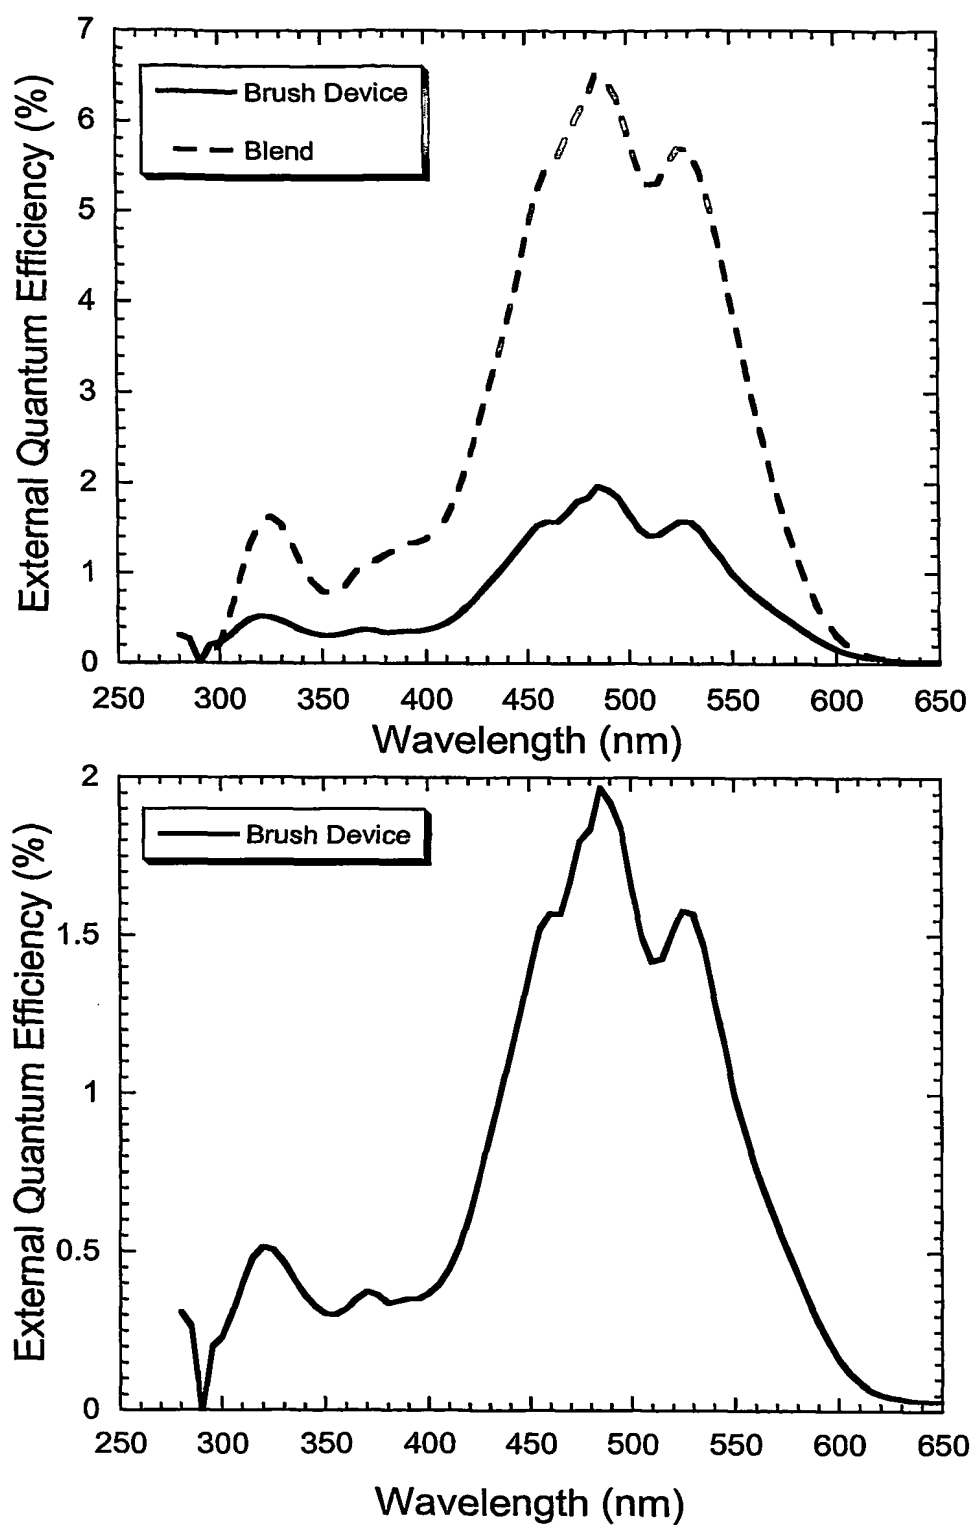 7
6
5
4
3
2
1
0
External Quantum Efficiency (%)
Brush Device
Blend
250 300 350 400 450 500 550 600 650
Wavelength (nm)
2
1.5
1
0.5
0
External Quantum Efficiency (%)
Brush Device
250 300 350 400 450 500 550 600 650
Wavelength (nm)